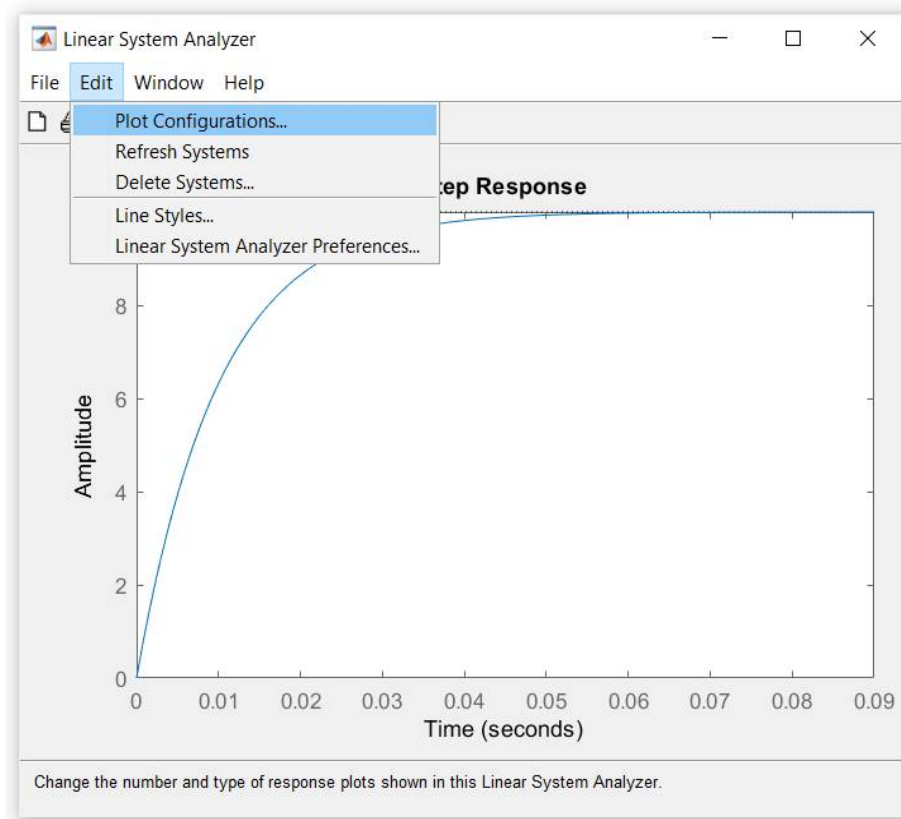 Linear System Analyzer
File Edit Window Help
Plot Configurations...
Refresh Systems
Delete Systems...
Line Styles...
Linear System Analyzer Preferences...
Response
8
6
4
2
0
Amplitude
0 0.01 0.02 0.03 0.04 0.05 0.06 0.07 0.08 0.09
Time (seconds)
Change the number and type of response plots shown in this Linear System Analyzer.